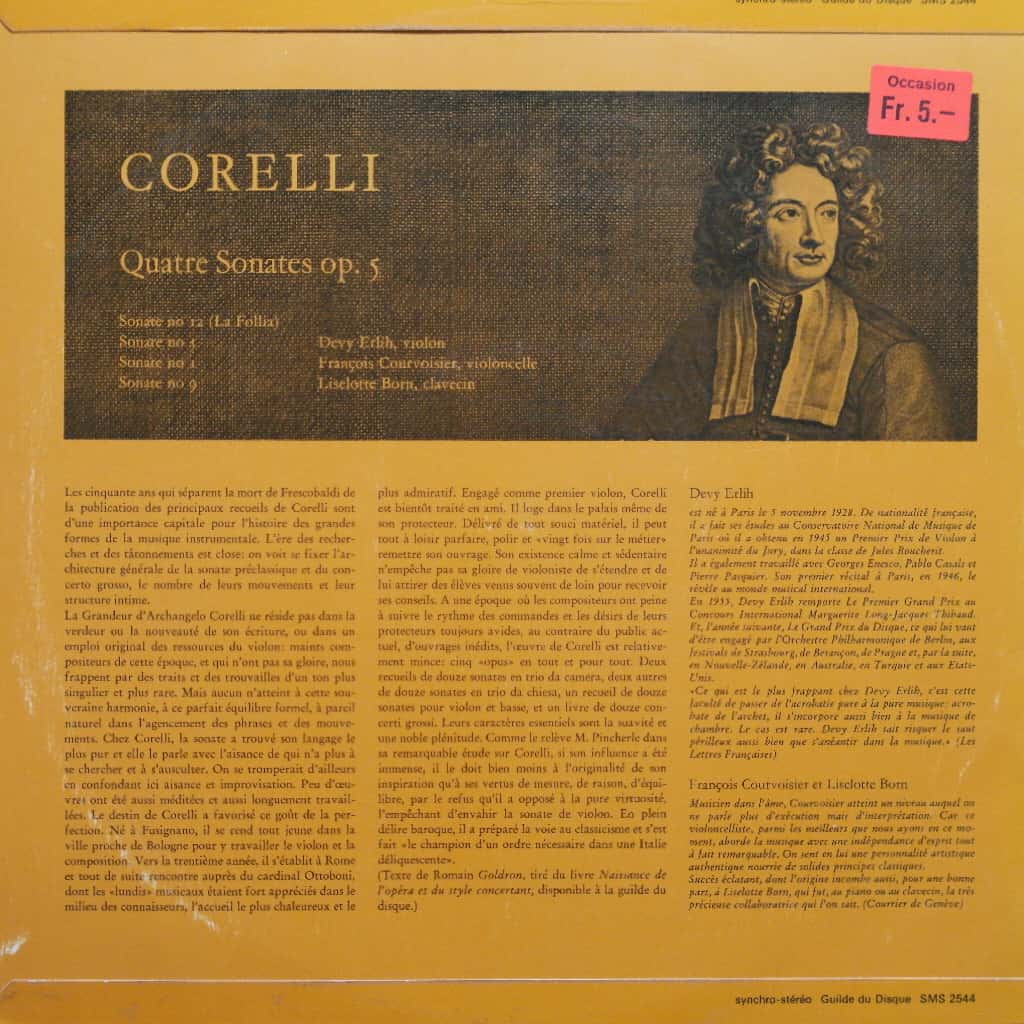 synchro-stéréo Guilde du Disque SMS 2544
Occasion
Fr. 5.–
CORELLI
Quatre Sonates op. 5
Sonate no 12 (La Follia)
Sonate no 5 Devy Erlih, violon
Sonate no 1 François Courvoisier, violoncelle
Sonate no 9 Liselotte Born, clavecin
Les cinquante ans qui séparent la mort de Frescobaldi de
la publication des principaux recueils de Corelli sont
d'une importance capitale pour l'histoire des grandes
formes de la musique instrumentale. L'ère des recher-
ches et des tâtonnements est close: on voit se fixer l'ar-
chitecture générale de la sonate préclassique et du con-
certo grosso, le nombre de leurs mouvements et leur
structure intime.
La Grandeur d'Archangelo Corelli ne réside pas dans la
verdeur ou la nouveauté de son écriture, ou dans un
emploi original des ressources du violon: maints com-
positeurs de cette époque, et qui n'ont pas sa gloire, nous
frappent par des traits et des trouvailles d'un ton plus
singulier et plus rare. Mais aucun n'atteint à cette sou-
veraine harmonie, à ce parfait équilibre formel, à pareil
naturel dans l'agencement des phrases et des mouve-
ments. Chez Corelli, la sonate a trouvé son langage le
plus pur et elle le parle avec l'aisance de qui n'a plus à
se chercher et à s'ausculter. On se tromperait d'ailleurs
en confondant ici aisance et improvisation. Peu d'œu-
vres ont été aussi méditées et aussi longuement travail-
lées. Le destin de Corelli a favorisé ce goût de la per-
fection. Né à Fusignano, il se rend tout jeune dans la
ville proche de Bologne pour y travailler le violon et la
composition. Vers la trentième année, il s'établit à Rome
et tout de suite rencontre auprès du cardinal Ottoboni,
dont les «lundis» musicaux étaient fort appréciés dans le
milieu des connaisseurs, l'accueil le plus chaleureux et le
plus admiratif. Engagé comme premier violon, Corelli
est bientôt traité en ami. Il loge dans le palais même de
son protecteur. Délivré de tout souci matériel, il peut
tout à loisir parfaire, polir et «vingt fois sur le métier»
remettre son ouvrage. Son existence calme et sédentaire
n'empêche pas sa gloire de violoniste de s'étendre et de
lui attirer des élèves venus souvent de loin pour recevoir
ses conseils. A une époque où les compositeurs ont peine
à suivre le rythme des commandes et les désirs de leurs
protecteurs toujours avides, au contraire du public ac-
tuel, d'ouvrages inédits, l'œuvre de Corelli est relative-
ment mince: cinq «opus» en tout et pour tout. Deux
recueils de douze sonates en trio da camera, deux autres
de douze sonates en trio da chiesa, un recueil de douze
sonates pour violon et basse, et un livre de douze con-
certi grossi. Leurs caractères essentiels sont la suavité et
une noble plénitude. Comme le relève M. Pincherle dans
sa remarquable étude sur Corelli, si son influence a été
immense, il le doit bien moins à l'originalité de son
inspiration qu'à ses vertus de mesure, de raison, d'équi-
libre, par le refus qu'il a opposé à la pure virtuosité,
l'empêchant d'envahir la sonate de violon. En plein
délire baroque, il a préparé la voie au classicisme et s'est
fait «le champion d'un ordre nécessaire dans une Italie
déliquescente».
(Texte de Romain Goldron, tiré du livre Naissance de
l'opéra et du style concertant, disponible à la guilde du
disque.)
Devy Erlih
est né à Paris le 5 novembre 1928. De nationalité française,
il a fait ses études au Conservatoire National de Musique de
Paris où il a obtenu en 1945 un Premier Prix de Violon à
l'unanimité du Jury, dans la classe de Jules Boucherit.
Il a également travaillé avec Georges Enesco, Pablo Casals et
Pierre Pasquier. Son premier récital à Paris, en 1946, le
révèle au monde musical international.
En 1955, Devy Erlih remporte Le Premier Grand Prix au
Concours International Marguerite Long-Jacques Thibaud.
Et, l'année suivante, Le Grand Prix du Disque, ce qui lui vaut
d'être engagé par l'Orchertre Philharmonique de Berlin, aux
festivals de Strasbourg, de Besançon, de Prague et, par la suite,
en Nouvelle-Zélande, en Australie, en Turquie et aux Etats-
Unis.
«Ce qui est le plus frappant chez Devy Erlih, c'est cette
faculté de passer de l'acrobatie pure à la pure musique: acro-
bate de l'archet, il s'incorpore aussi bien à la musique de
chambre. Le cas est rare. Devy Erlih sait risquer le saut
périlleux aussi bien que s'anéantir dans la musique.» (Les
Lettres Françaises)
François Courvoisier et Liselotte Born
Musicien dans l'âme, Courvoisier atteint un niveau auquel on
ne parle plus d'exécution mais d'interprétation. Car ce
violoncelliste, parmi les meilleurs que nous ayons en ce mo-
ment, aborde la musique avec une indépendance d'esprit tout
à fait remarquable. On sent en lui une personnalité artistique
authentique nourrie de solides principes classiques.
Succès éclatant, dont l'origine incombe aussi, pour une bonne
part, à Liselotte Born, qui fut, au piano ou au clavecin, la très
précieuse collaboratrice que l'on sait. (Courrier de Genève)
synchro-stéréo Guilde du Disque SMS 2544